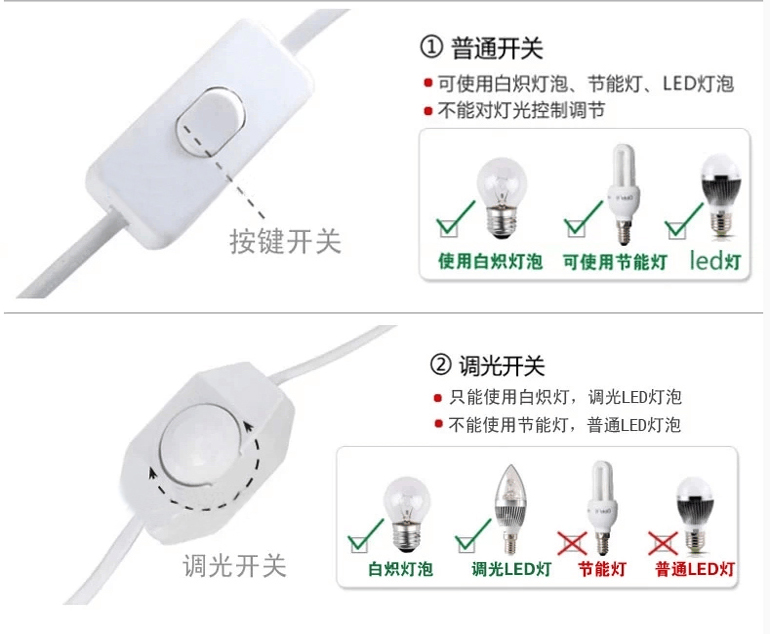 ① 普通开关
可使用白炽灯泡、节能灯、LED灯泡
不能对灯光控制调节
按键开关
使用白炽灯泡 可使用节能灯 led灯
② 调光开关
只能使用白炽灯，调光LED灯泡
不能使用节能灯，普通LED灯泡
调光开关
白炽灯泡 调光LED灯 节能灯 普通LED灯